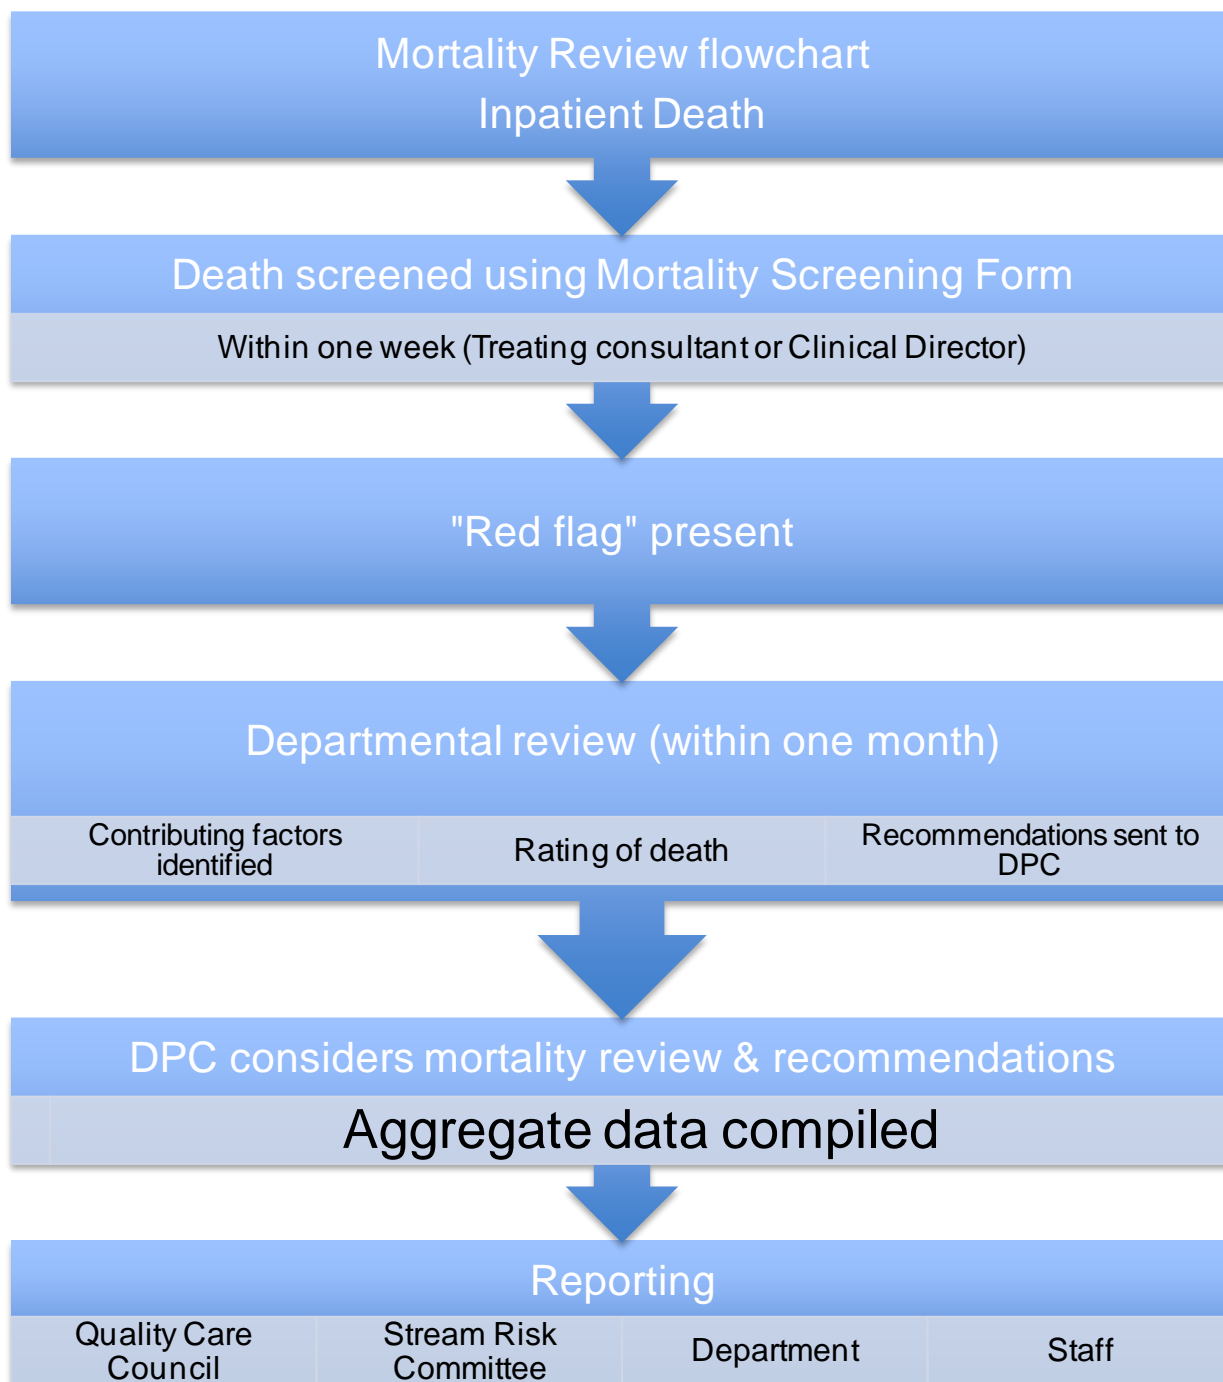 Mortality Review flowchart
Inpatient Death
Death screened using Mortality Screening Form
Within one week (Treating consultant or Clinical Director)
"Red flag" present
Departmental review (within one month)
Contributing factors
identified
Rating of death
Recommendations sent to
DPC
DPC considers mortality review & recommendations
Aggregate data compiled
Reporting
Quality Care
Council
Stream Risk
Committee
Department
Staff